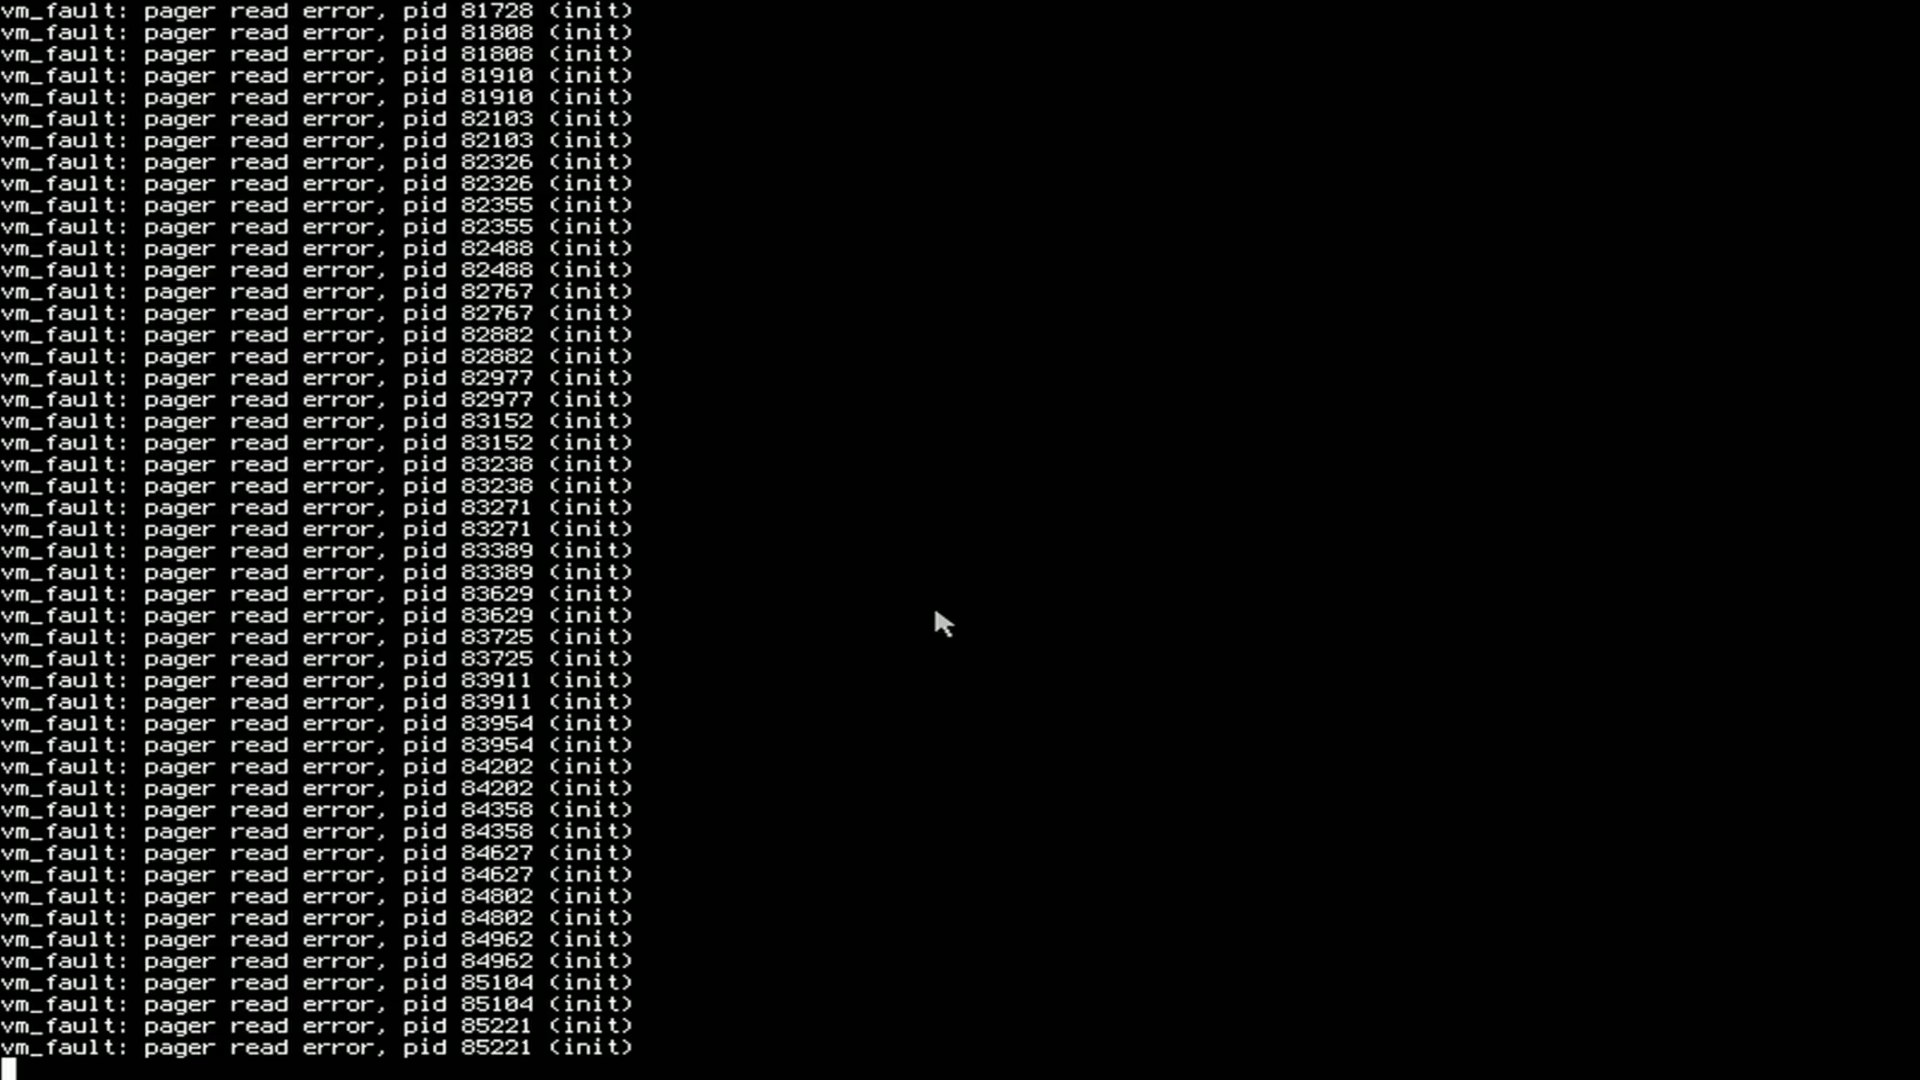 vm_fault: pager read error, pid 81728 (init)
vm_fault: pager read error, pid 81808 (init)
vm_fault: pager read error, pid 81808 (init)
vm_fault: pager read error, pid 81910 (init)
vm_fault: pager read error, pid 81910 (init)
vm_fault: pager read error, pid 82103 (init)
vm_fault: pager read error, pid 82103 (init)
vm_fault: pager read error, pid 82326 (init)
vm_fault: pager read error, pid 82326 (init)
vm_fault: pager read error, pid 82355 (init)
vm_fault: pager read error, pid 82355 (init)
vm_fault: pager read error, pid 82488 (init)
vm_fault: pager read error, pid 82488 (init)
vm_fault: pager read error, pid 82767 (init)
vm_fault: pager read error, pid 82767 (init)
vm_fault: pager read error, pid 82882 (init)
vm_fault: pager read error, pid 82882 (init)
vm_fault: pager read error, pid 82977 (init)
vm_fault: pager read error, pid 82977 (init)
vm_fault: pager read error, pid 83152 (init)
vm_fault: pager read error, pid 83152 (init)
vm_fault: pager read error, pid 83238 (init)
vm_fault: pager read error, pid 83238 (init)
vm_fault: pager read error, pid 83271 (init)
vm_fault: pager read error, pid 83271 (init)
vm_fault: pager read error, pid 83389 (init)
vm_fault: pager read error, pid 83389 (init)
vm_fault: pager read error, pid 83629 (init)
vm_fault: pager read error, pid 83629 (init)
vm_fault: pager read error, pid 83725 (init)
vm_fault: pager read error, pid 83725 (init)
vm_fault: pager read error, pid 83911 (init)
vm_fault: pager read error, pid 83911 (init)
vm_fault: pager read error, pid 83954 (init)
vm_fault: pager read error, pid 83954 (init)
vm_fault: pager read error, pid 84202 (init)
vm_fault: pager read error, pid 84202 (init)
vm_fault: pager read error, pid 84358 (init)
vm_fault: pager read error, pid 84358 (init)
vm_fault: pager read error, pid 84627 (init)
vm_fault: pager read error, pid 84627 (init)
vm_fault: pager read error, pid 84802 (init)
vm_fault: pager read error, pid 84802 (init)
vm_fault: pager read error, pid 84962 (init)
vm_fault: pager read error, pid 84962 (init)
vm_fault: pager read error, pid 85104 (init)
vm_fault: pager read error, pid 85104 (init)
vm_fault: pager read error, pid 85221 (init)
vm_fault: pager read error, pid 85221 (init)